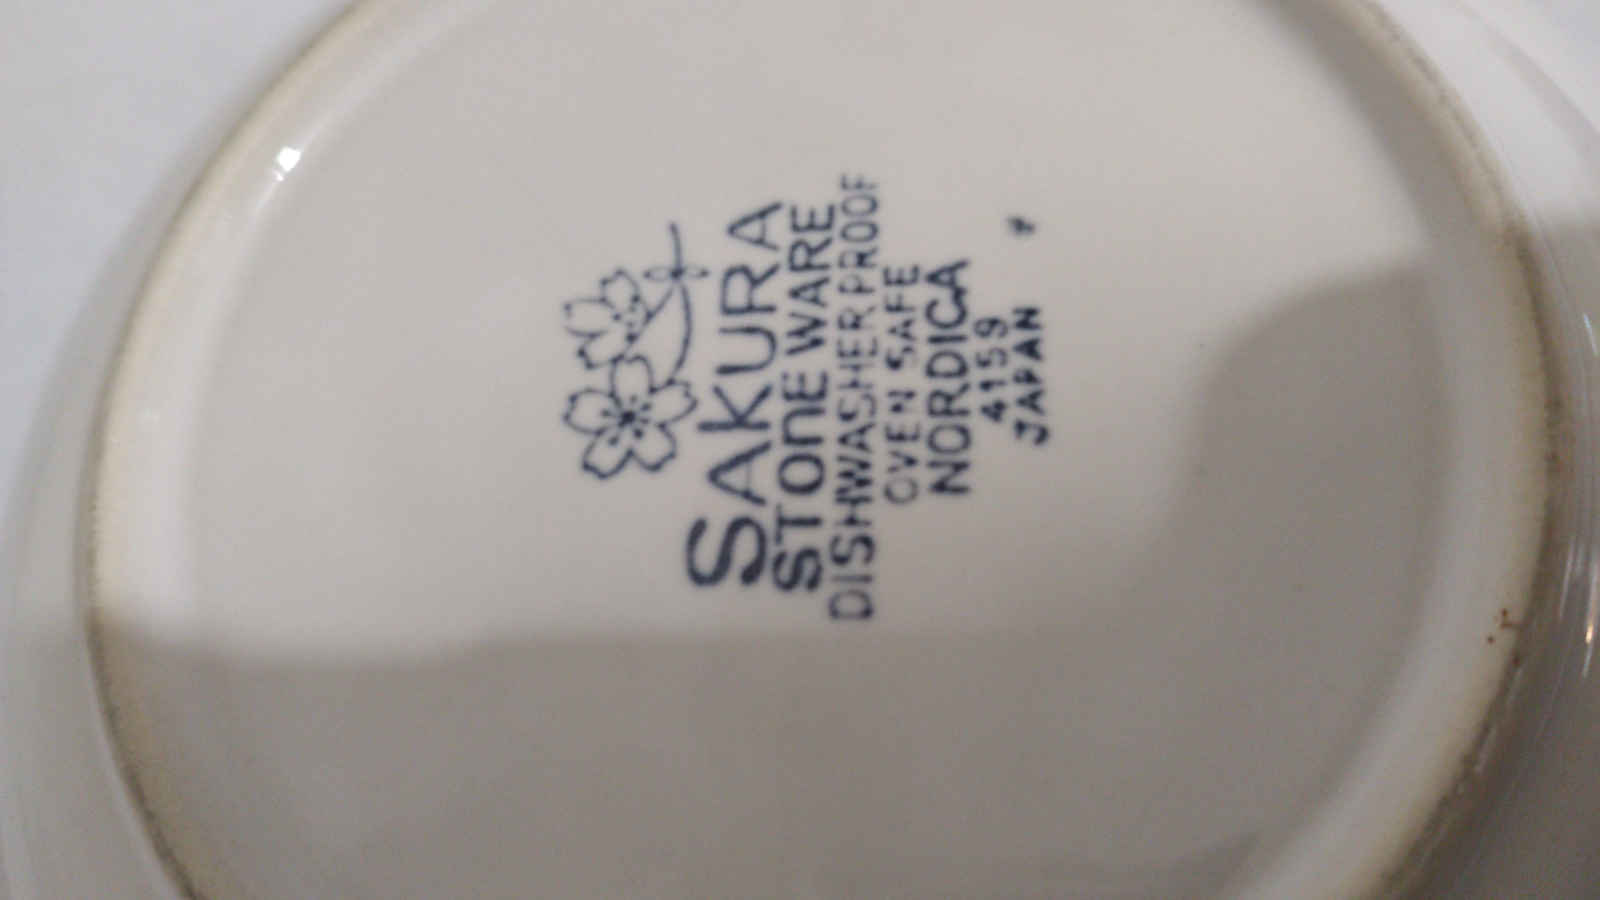 SAKURA
STONE WARE
DISHWASHER PROOF
OVEN SAFE
NORDICA
4159
JAPAN